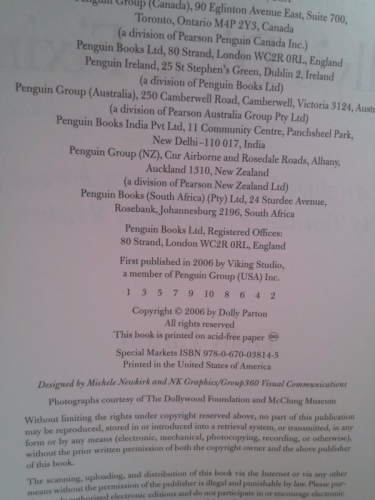 Penguin Group (Canada), 90 Eglinton Avenue East, Suite 700,
Toronto, Ontario M4P 2Y3, Canada
(a division of Pearson Penguin Canada Inc.)
Penguin Books Ltd, 80 Strand, London WC2R 0RL, England
Penguin Ireland, 25 St Stephen's Green, Dublin 2, Ireland
(a division of Penguin Books Ltd)
Penguin Group (Australia), 250 Camberwell Road, Camberwell, Victoria 3124, Aust
(a division of Pearson Australia Group Pty Ltd)
Penguin Books India Pvt Ltd, 11 Community Centre, Panchsheel Park,
New Delhi–110 017, India
Penguin Group (NZ), Cnr Airborne and Rosedale Roads, Albany,
Auckland 1310, New Zealand
(a division of Pearson New Zealand Ltd)
Penguin Books (South Africa) (Pty) Ltd, 24 Sturdee Avenue,
Rosebank, Johannesburg 2196, South Africa
Penguin Books Ltd, Registered Offices:
80 Strand, London WC2R 0RL, England
First published in 2006 by Viking Studio,
a member of Penguin Group (USA) Inc.
1 3 5 7 9 10 8 6 4 2
Copyright © 2006 by Dolly Parton
All rights reserved
This book is printed on acid-free paper
Special Markets ISBN 978-0-670-03814-5
Printed in the United States of America
Designed by Michele Newkirk and NK Graphics/Group360 Visual Communications
Photographs courtesy of The Dollywood Foundation and McClung Museum
Without limiting the rights under copyright reserved above, no part of this publication
may be reproduced, stored in or introduced into a retrieval system, or transmitted, in any
form or by any means (electronic, mechanical, photocopying, recording, or otherwise),
without the prior written permission of both the copyright owner and the above publisher
of this book.
The scanning, uploading, and distribution of this book via the Internet or via any other
means without the permission of the publisher is illegal and punishable by law. Please pur-
authorized electronic editions and do not participate in or encourage electronic